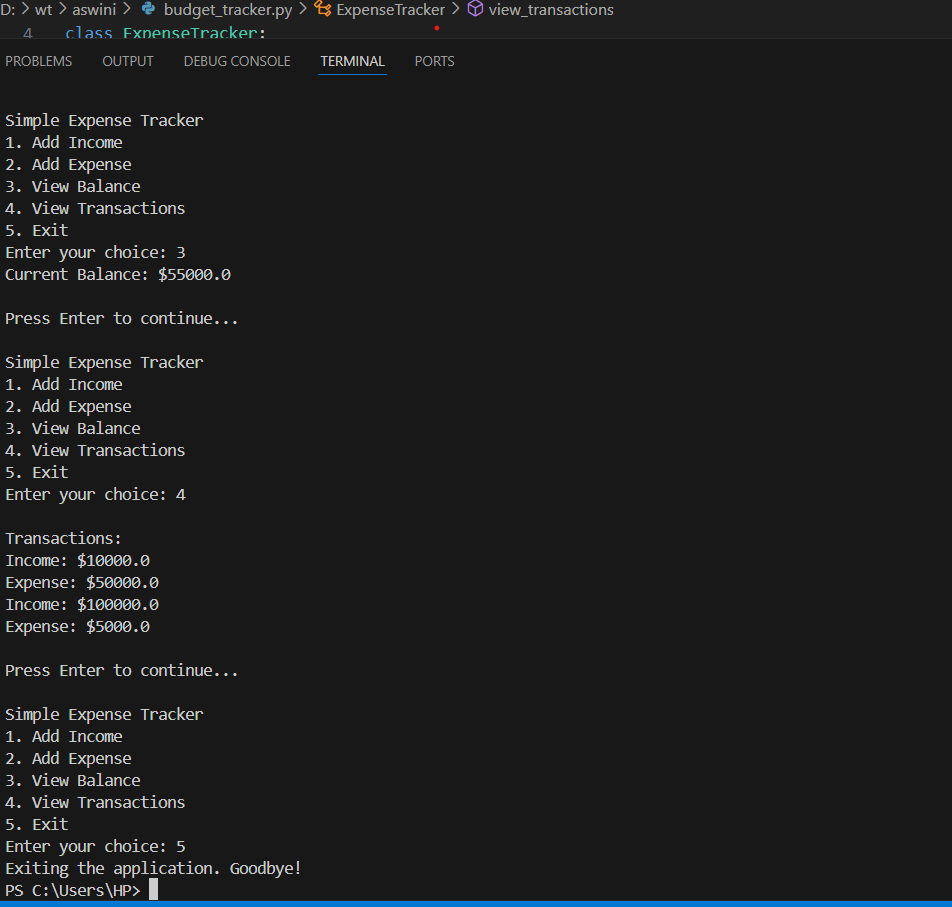 D: > wt > aswini > budget_tracker.py > ExpenseTracker > view_transactions
4 class ExpenseTracker:
PROBLEMS OUTPUT DEBUG CONSOLE TERMINAL PORTS
Simple Expense Tracker
1. Add Income
2. Add Expense
3. View Balance
4. View Transactions
5. Exit
Enter your choice: 3
Current Balance: $55000.0
Press Enter to continue...
Simple Expense Tracker
1. Add Income
2. Add Expense
3. View Balance
4. View Transactions
5. Exit
Enter your choice: 4
Transactions:
Income: $10000.0
Expense: $50000.0
Income: $100000.0
Expense: $5000.0
Press Enter to continue...
Simple Expense Tracker
1. Add Income
2. Add Expense
3. View Balance
4. View Transactions
5. Exit
Enter your choice: 5
Exiting the application. Goodbye!
PS C:\Users\HP>